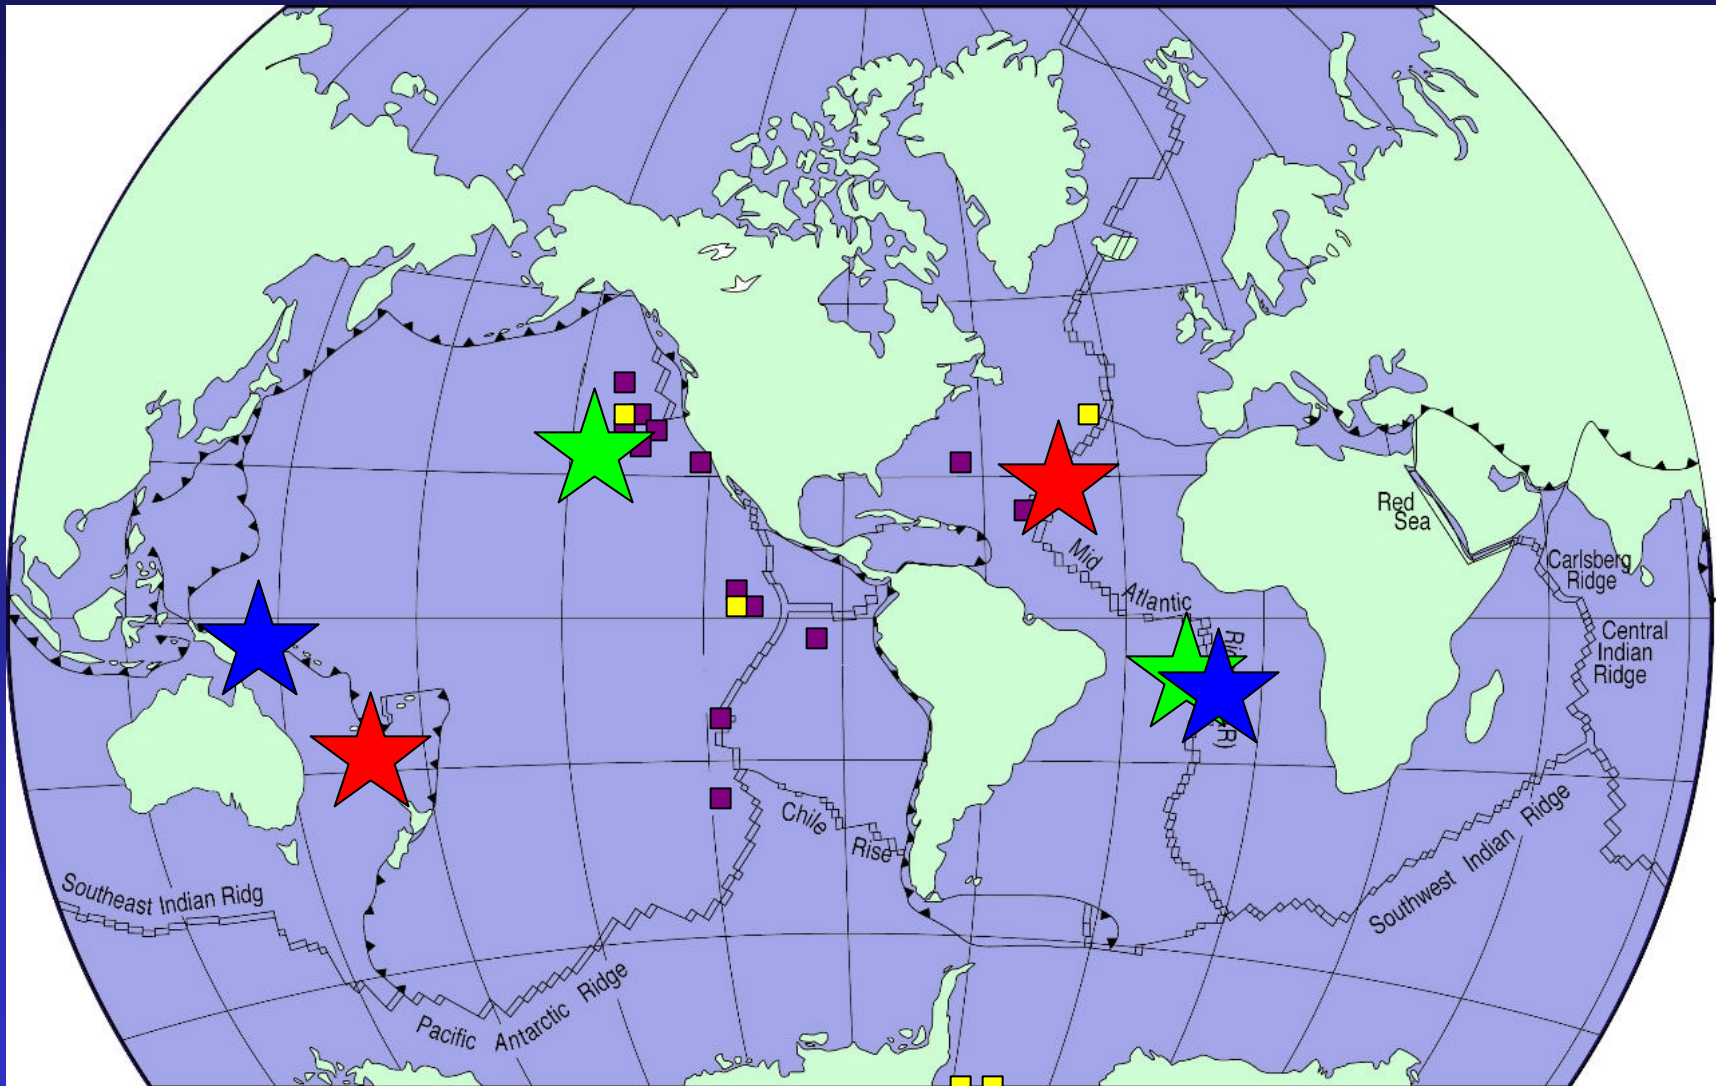 Red
Sea
Carlsberg
Ridge
Mid
Atlantic
Central
Indian
Ridge
R)
Chile
Rise
Southwest Indian Ridge
Southeast Indian Ridg
Pacific Antarctic Ridge